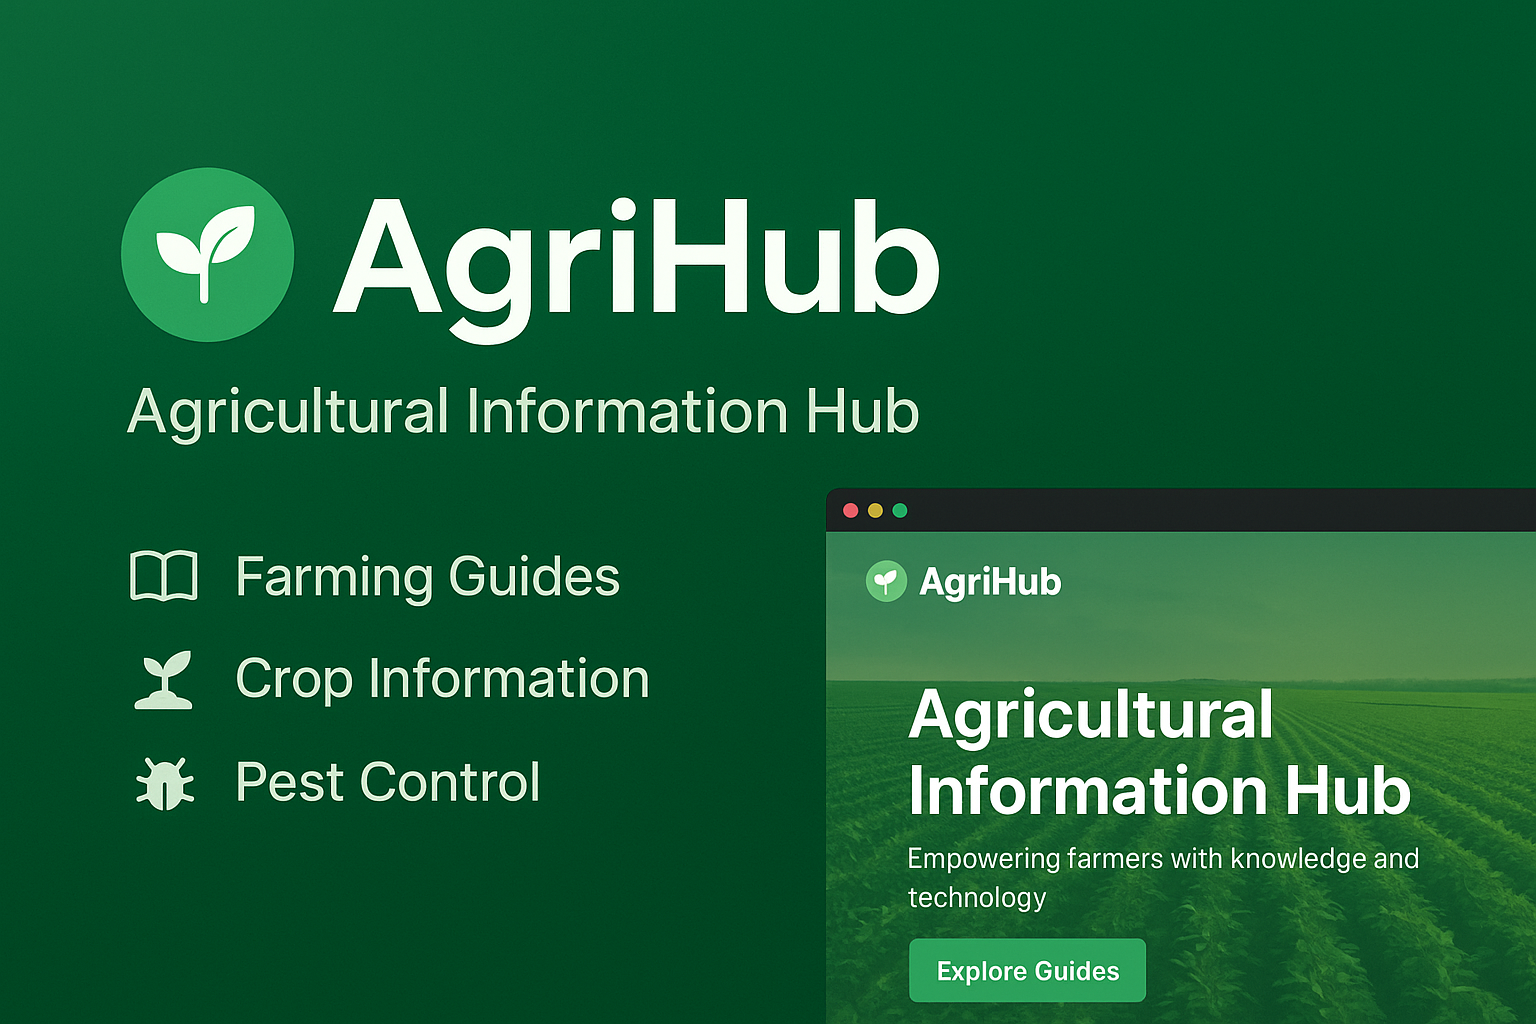 AgriHub
Agricultural Information Hub
Farming Guides
Crop Information
Pest Control
AgriHub
Agricultural
Information Hub
Empowering farmers with knowledge and
technology
Explore Guides